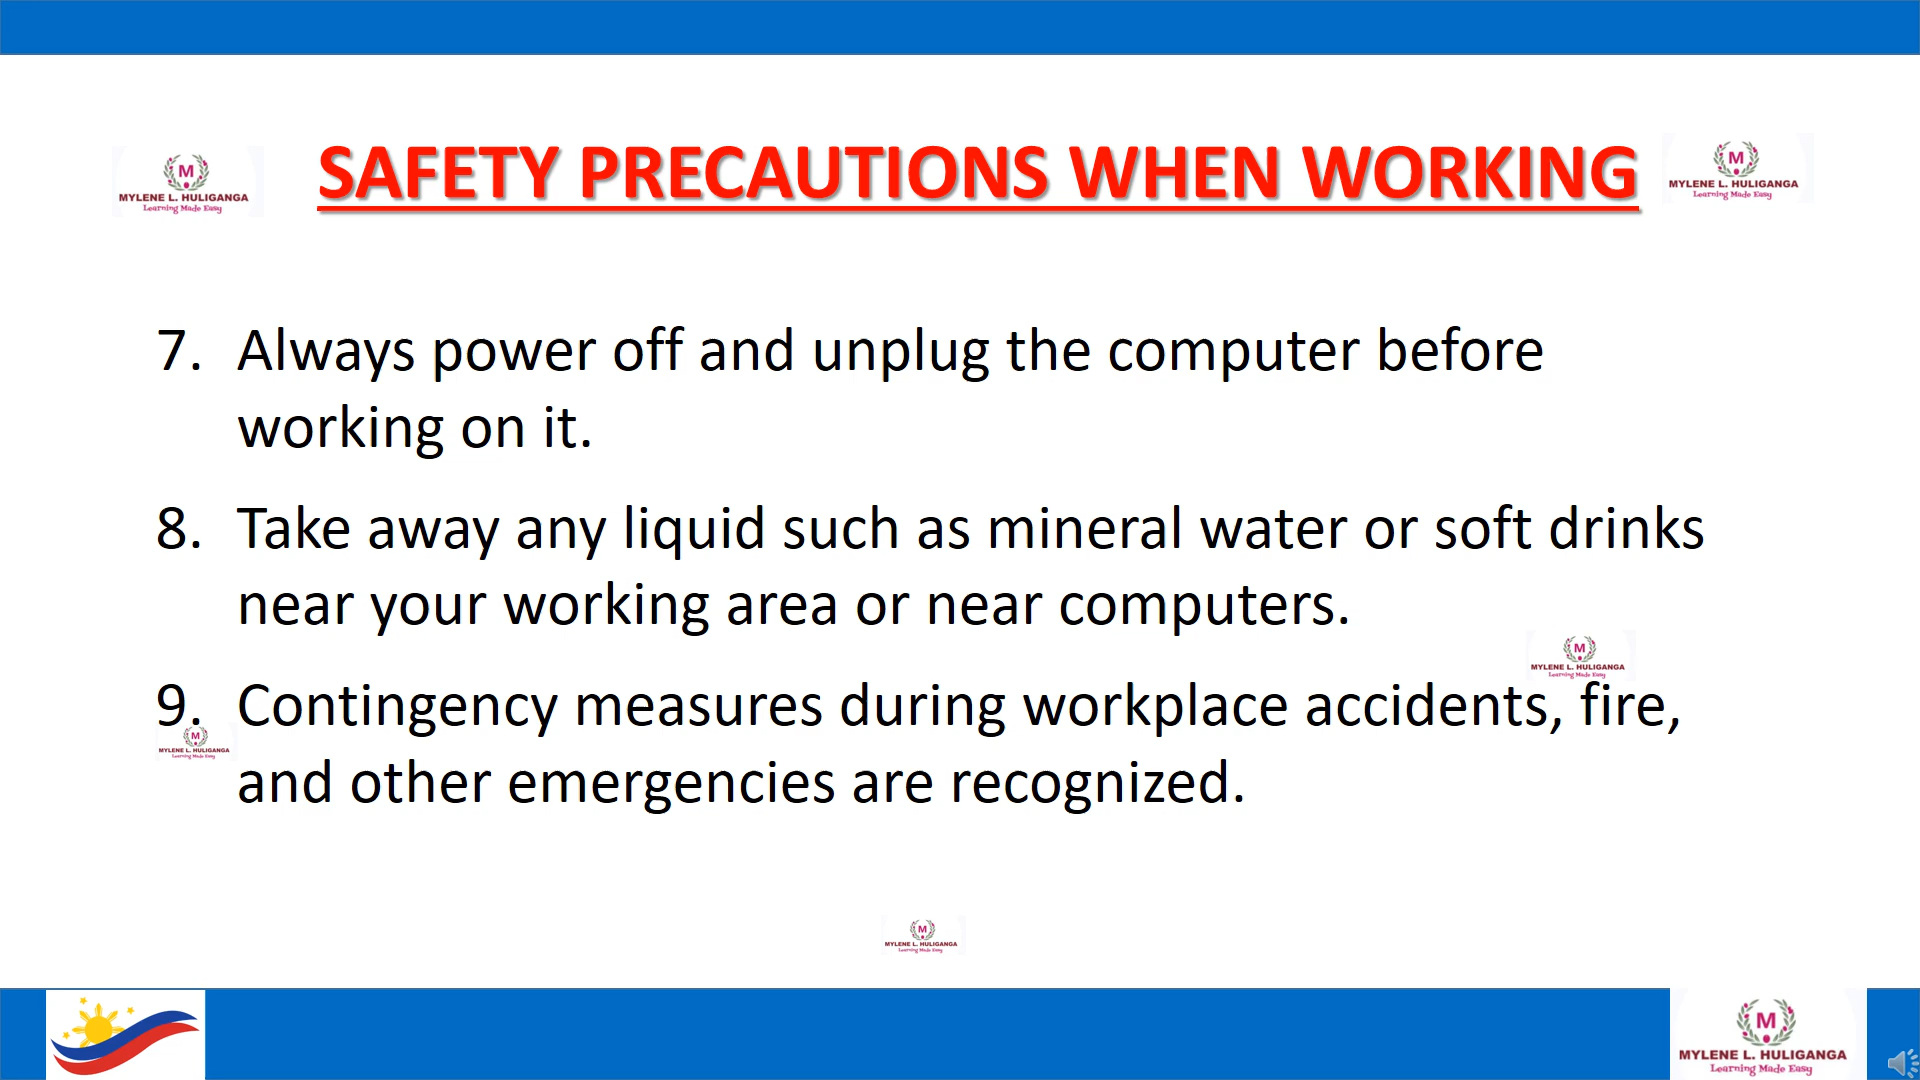 SAFETY PRECAUTIONS WHEN WORKING
M
MYLENE L. HULIGANGA
Learning Made Easy
M
MYLENE L. HULIGANGA
Learning Made Easy
7. Always power off and unplug the computer before
working on it.
8. Take away any liquid such as mineral water or soft drinks
near your working area or near computers.
M
MYLENE L. HULIGANGA
Learning Made Easy
9. Contingency measures during workplace accidents, fire,
and other emergencies are recognized.
M
MYLENE L. HULIGANGA
Learning Made Easy
M
MYLENE L. HULIGANGA
Learning Made Easy
M
MYLENE L. HULIGANGA
Learning Made Easy